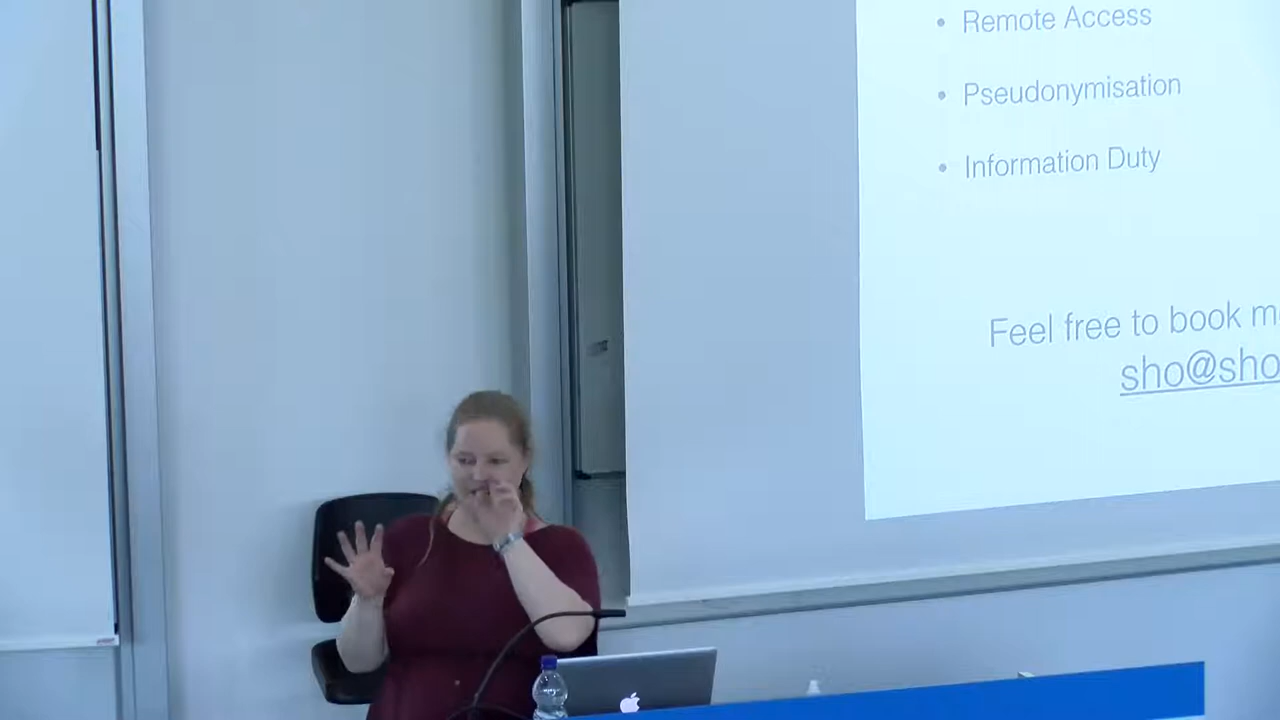 • Remote Access
• Pseudonymisation
• Information Duty
Feel free to book
sho@sho